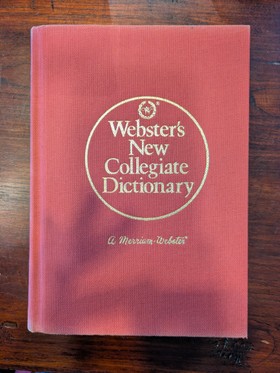 Webster's
New
Collegiate
Dictionary
A Merriam-Webster®